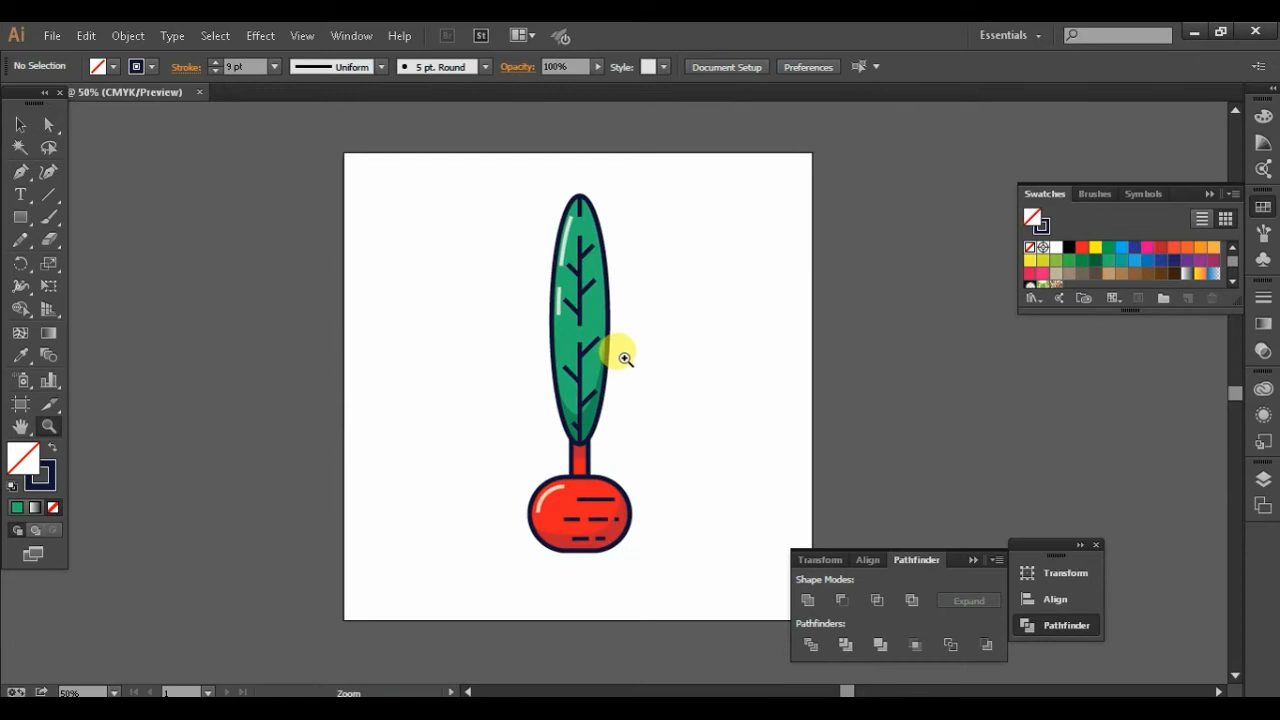 Ai File Edit Object Type Select Effect View Window Help Br St Essentials
No Selection Stroke: 9 pt Uniform 5 pt. Round Opacity: 100% Style: Document Setup Preferences
@ 50% (CMYK/Preview)
Swatches Brushes Symbols
Transform Align Pathfinder
Shape Modes:
Expand
Pathfinders:
Transform
Align
Pathfinder
50% 1 Zoom